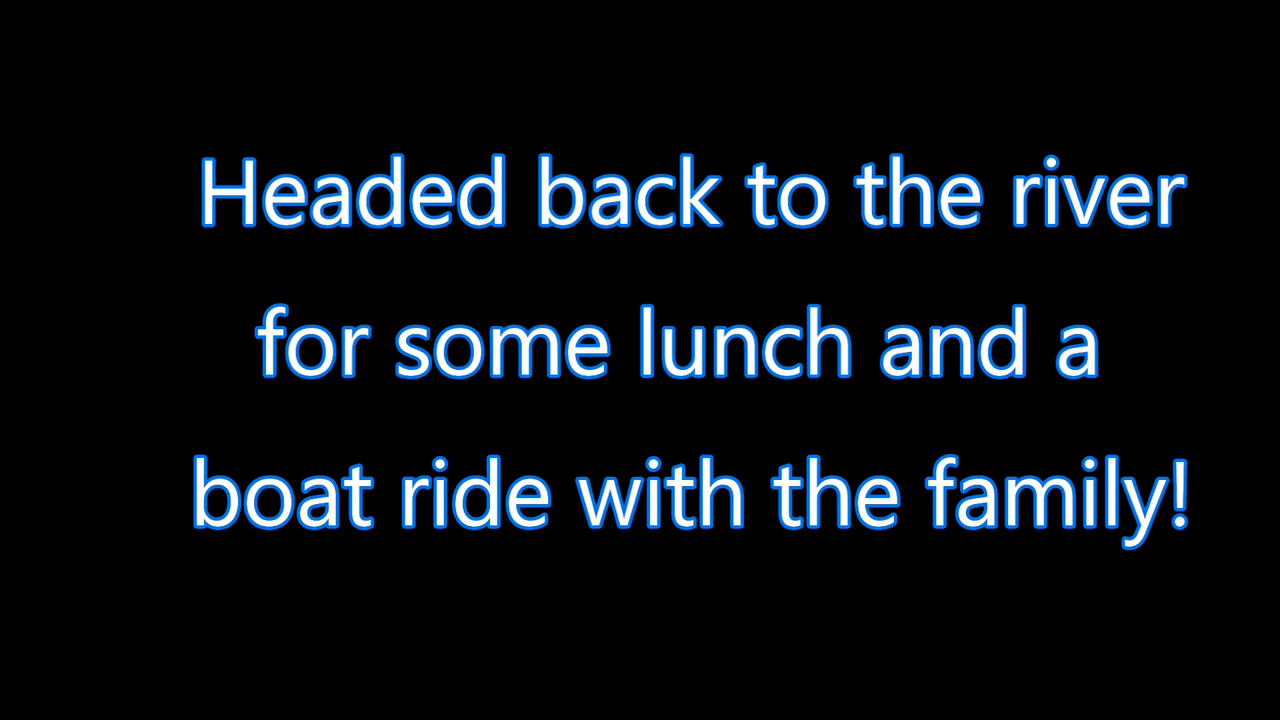 Headed back to the river
for some lunch and a
boat ride with the family!